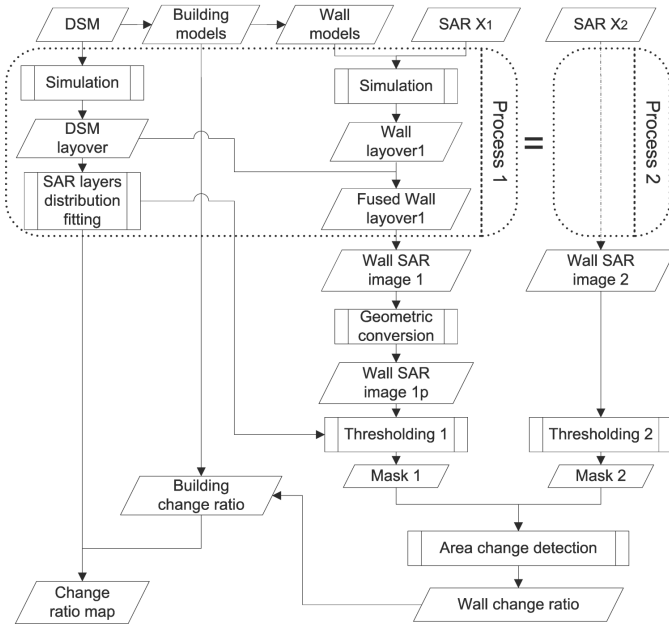 DSM
Building
models
Wall
models
SAR X1
SAR X2
Simulation
Simulation
Process 1
=
Process 2
DSM
layover
Wall
layover1
SAR layers
distribution
fitting
Fused Wall
layover1
Wall SAR
image 1
Wall SAR
image 2
Geometric
conversion
Wall SAR
image 1p
Thresholding 1
Thresholding 2
Mask 1
Mask 2
Building
change ratio
Area change detection
Change
ratio map
Wall change ratio